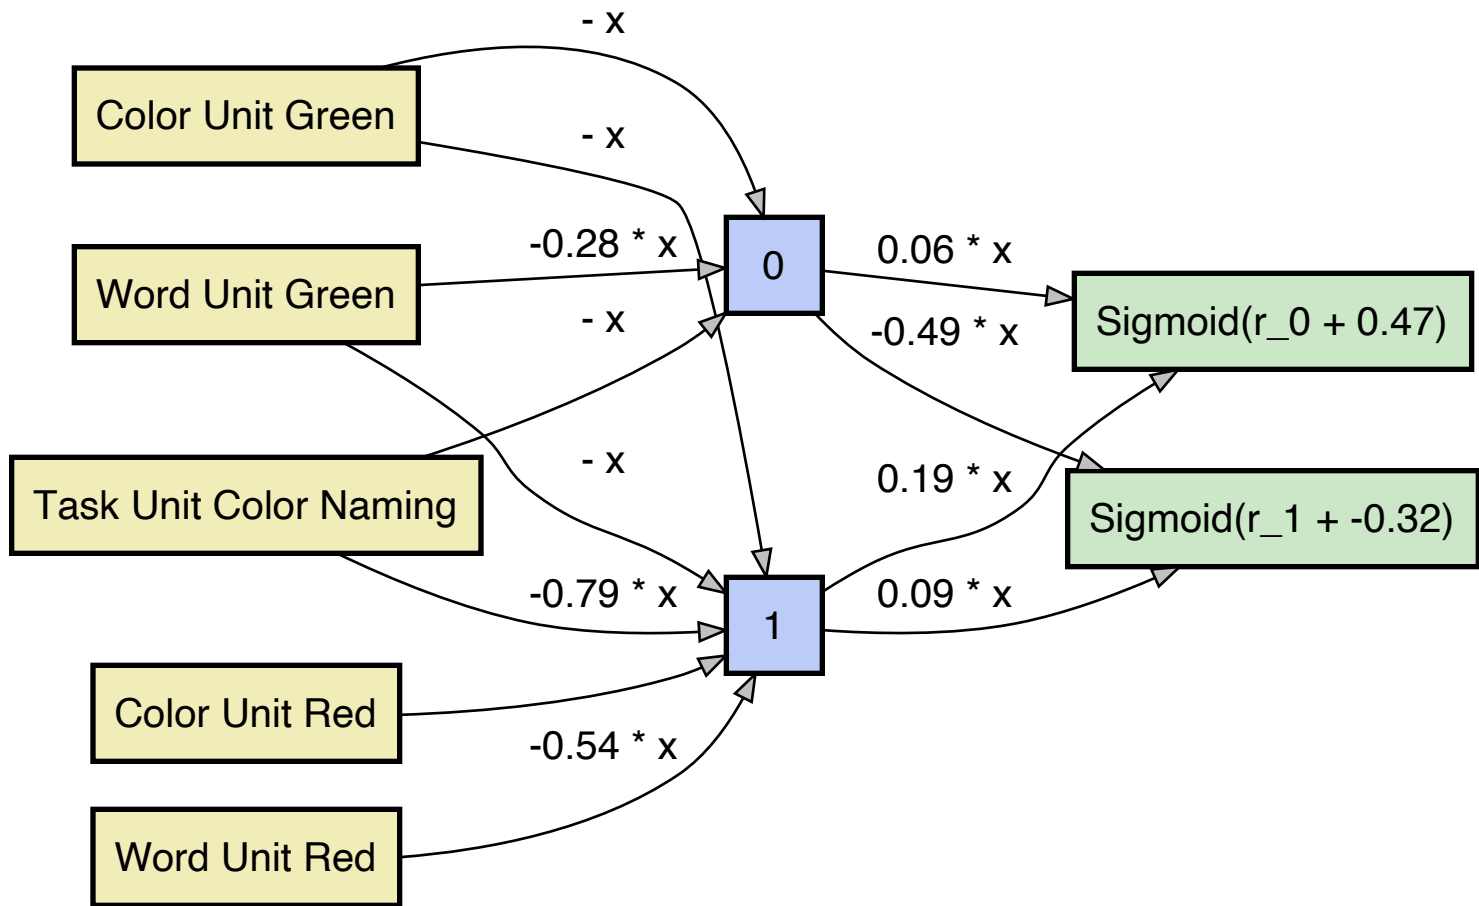 - x
Color Unit Green
- x
-0.28 * x
0
0.06 * x
Word Unit Green
- x
-0.49 * x
Sigmoid(r_0 + 0.47)
- x
0.19 * x
Task Unit Color Naming
Sigmoid(r_1 + -0.32)
-0.79 * x
1
0.09 * x
Color Unit Red
-0.54 * x
Word Unit Red